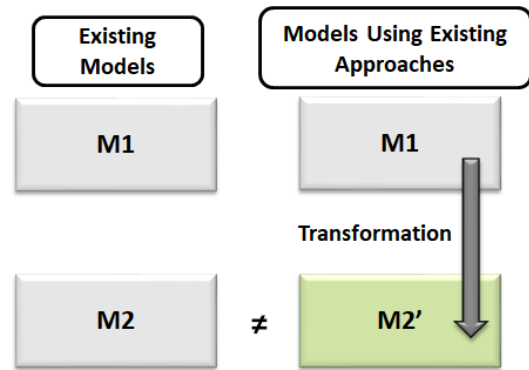 Existing
Models
Models Using Existing
Approaches
M1
M1
Transformation
M2
≠
M2’